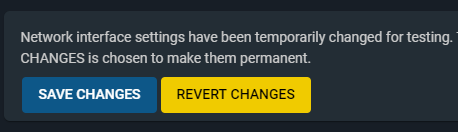 Network interface settings have been temporarily changed for testing.
CHANGES is chosen to make them permanent.
SAVE CHANGES REVERT CHANGES